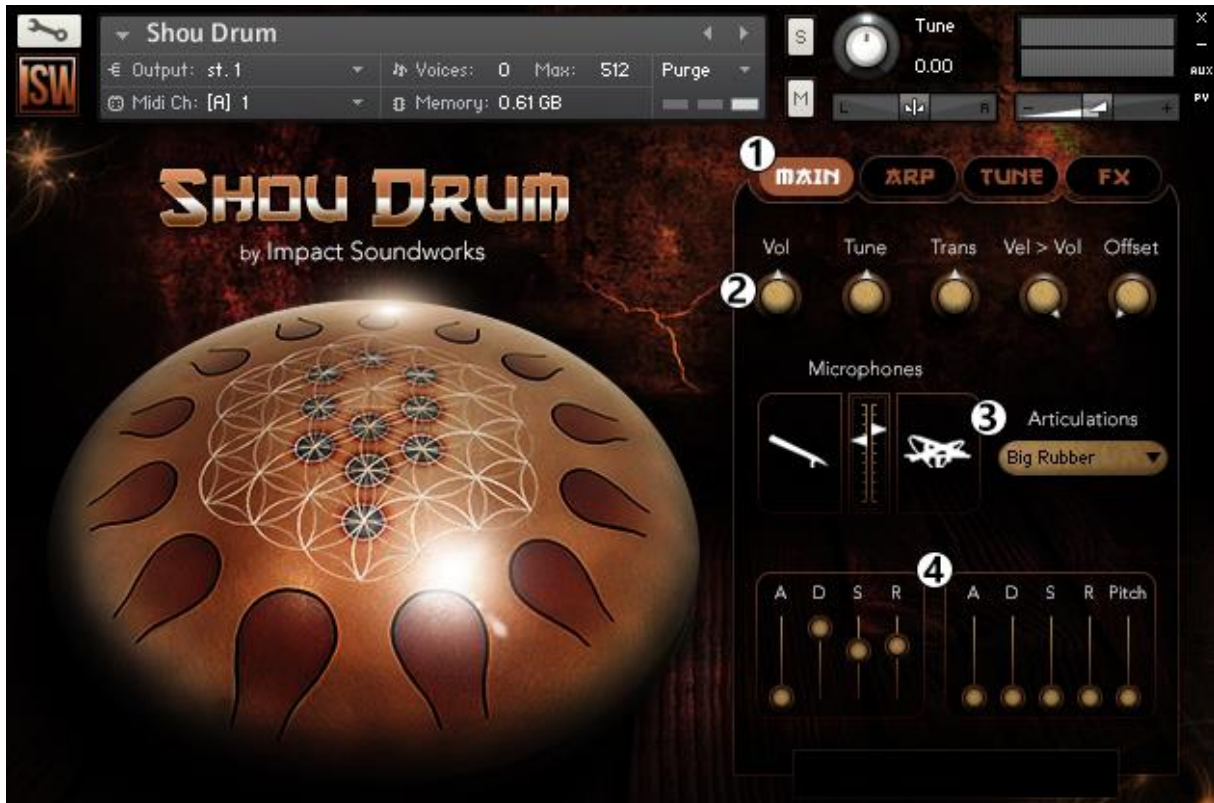 Shou Drum
Output: st. 1
Voices: 0 Max: 512
Purge
Midi Ch: [A] 1
Memory: 0.61 GB
ISW
S
M
Tune
0.00
L R
- +
X
-
AUX
PV
SHOU DRUM
by Impact Soundworks
1
MAIN ARP TUNE FX
Vol Tune Trans Vel > Vol Offset
2
Microphones
3
Articulations
Big Rubber
4
A D S R
A D S R Pitch